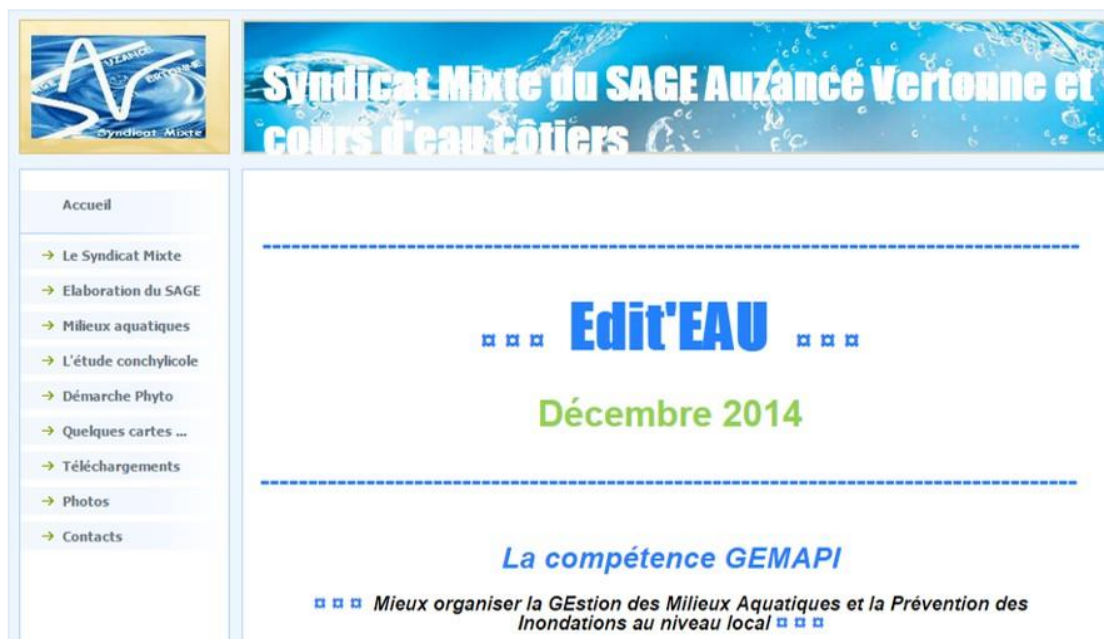 AUZANCE
VERTONNE
Syndicat Mixte
Syndicat Mixte du SAGE Auzance Vertonne et
cours d'eau côtiers
Accueil
→ Le Syndicat Mixte
→ Elaboration du SAGE
→ Milieux aquatiques
→ L'étude conchylicole
→ Démarche Phyto
→ Quelques cartes ...
→ Téléchargements
→ Photos
→ Contacts
¤ ¤ ¤ Edit'EAU ¤ ¤ ¤
Décembre 2014
La compétence GEMAPI
¤ ¤ ¤ Mieux organiser la GEstion des Milieux Aquatiques et la Prévention des
Inondations au niveau local ¤ ¤ ¤